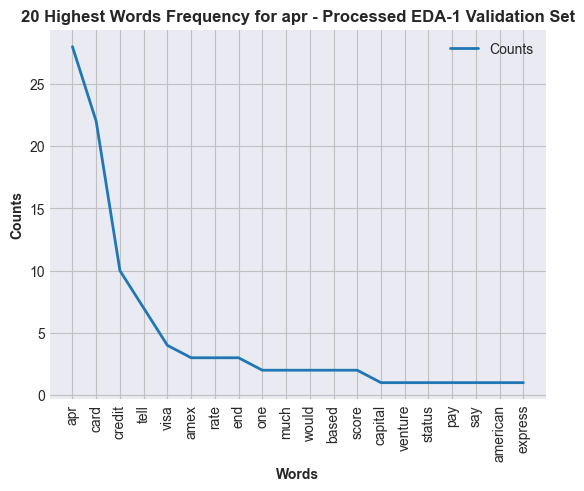 20 Highest Words Frequency for apr - Processed EDA-1 Validation Set
Counts
25
20
15
10
5
0
Counts
apr
card
credit
tell
visa
amex
rate
end
one
much
would
based
score
capital
venture
status
pay
say
american
express
Words